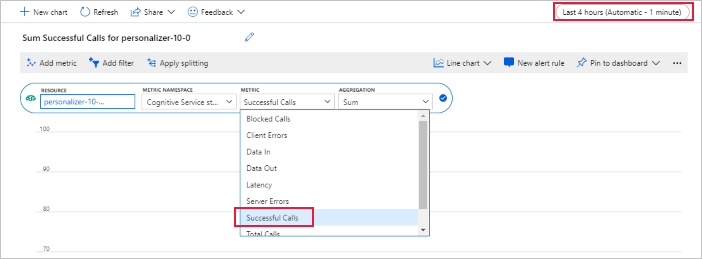 New chart Refresh Share Feedback Last 4 hours (Automatic - 1 minute)
Sum Successful Calls for personalizer-10-0
Add metric Add filter Apply splitting Line chart New alert rule Pin to dashboard ...
RESOURCE METRIC NAMESPACE METRIC AGGREGATION
personalizer-10-... Cognitive Service st... Successful Calls Sum
Blocked Calls
100
Client Errors
Data In
Data Out
90
Latency
Server Errors
80
Successful Calls
Total Calls
70